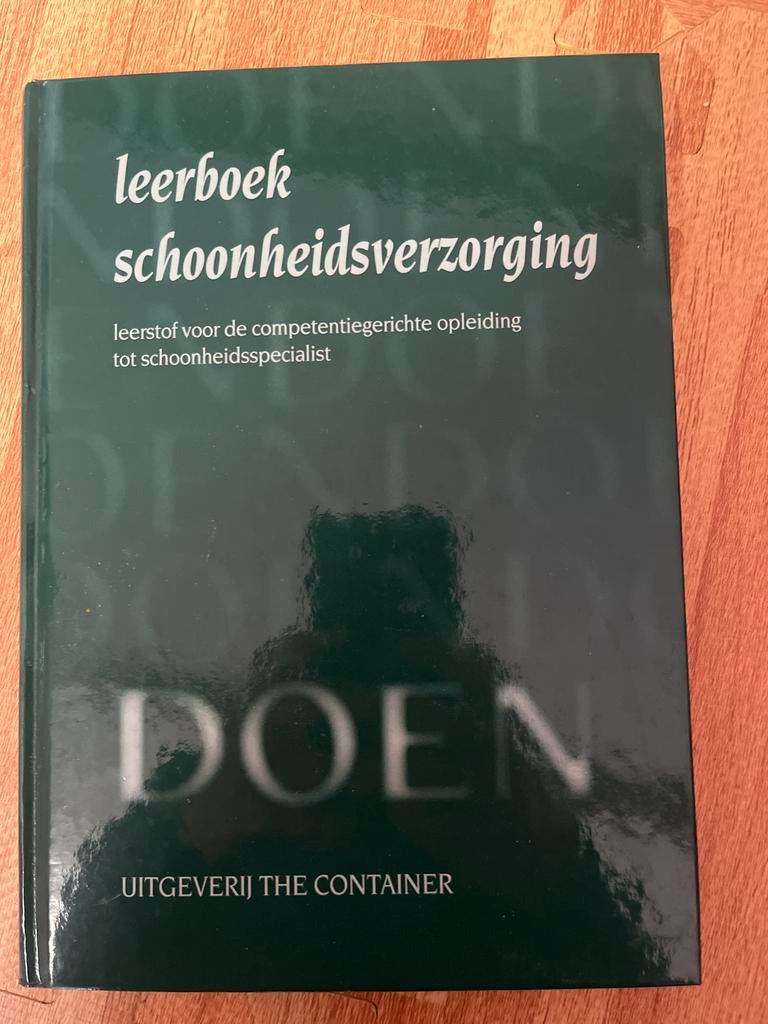 leerboek
schoonheidsverzorging
leerstof voor de competentiegerichte opleiding
tot schoonheidsspecialist
DOEN
UITGEVERIJ THE CONTAINER